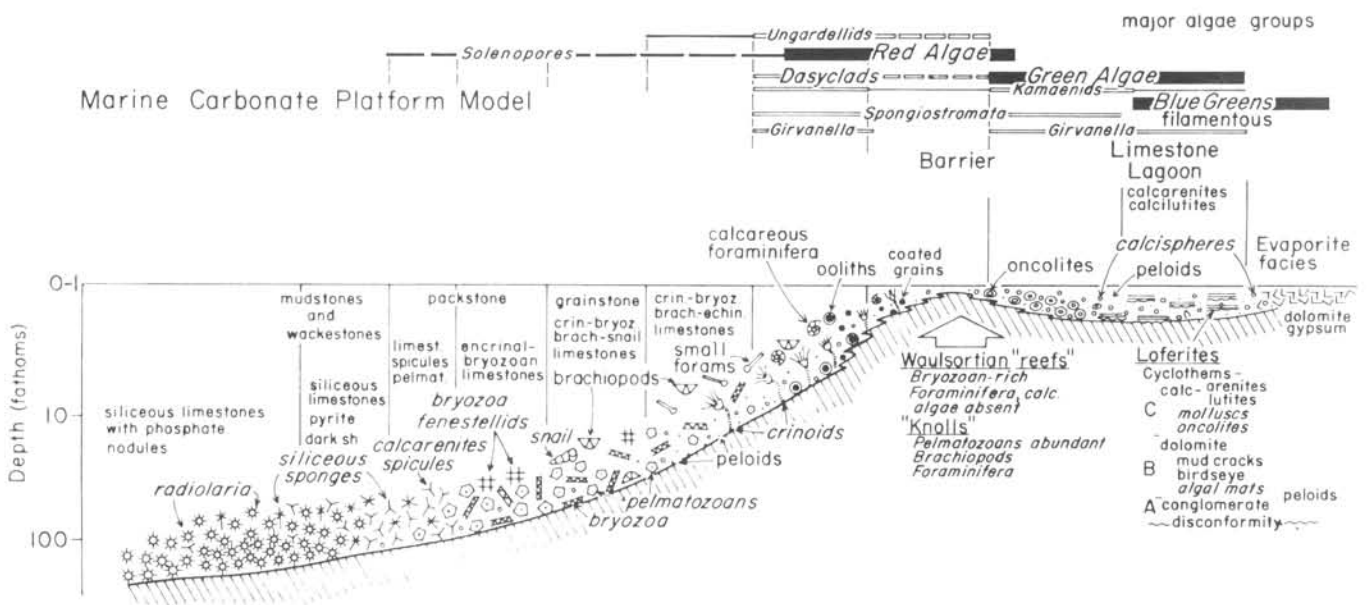 major algae groups
Ungardellids
Solenopores
Red Algae
Dasyclads
Green Algae
Marine Carbonate Platform Model
Kamaenids
Blue Greens
filamentous
Spongiostromata
Girvanella
Girvanella
Barrier
Limestone
Lagoon
calcarenites
calcilutites
calcareous
foraminifera
ooliths
coated
grains
oncolites
calcispheres
peloids
Evaporite
facies
dolomite
gypsum
Depth (fathoms)
0-1
10
100
mudstones
and
wackestones
packstone
grainstone
crin-bryoz.
brach-echin.
limestones
crin-bryoz.
brach-snail
limestones
small
forams
limest.
spicules
pelmat.
encrinal-
bryozoan
limestones
brachiopods
siliceous
limestones
pyrite
dark sh
siliceous limestones
with phosphate
nodules
bryozoa
fenestellids
snail
calcarenites
spicules
siliceous
sponges
radiolaria
crinoids
peloids
pelmatozoans
bryozoa
Waulsortian "reefs"
Bryozoan-rich
Foraminifera, calc.
algae absent
"Knolls"
Pelmatozoans abundant
Brachiopods
Foraminifera
Loferites
Cyclothems-
calc- arenites
lutites
C molluscs
oncolites
dolomite
B mud cracks
birdseye
algal mats
peloids
A conglomerate
disconformity